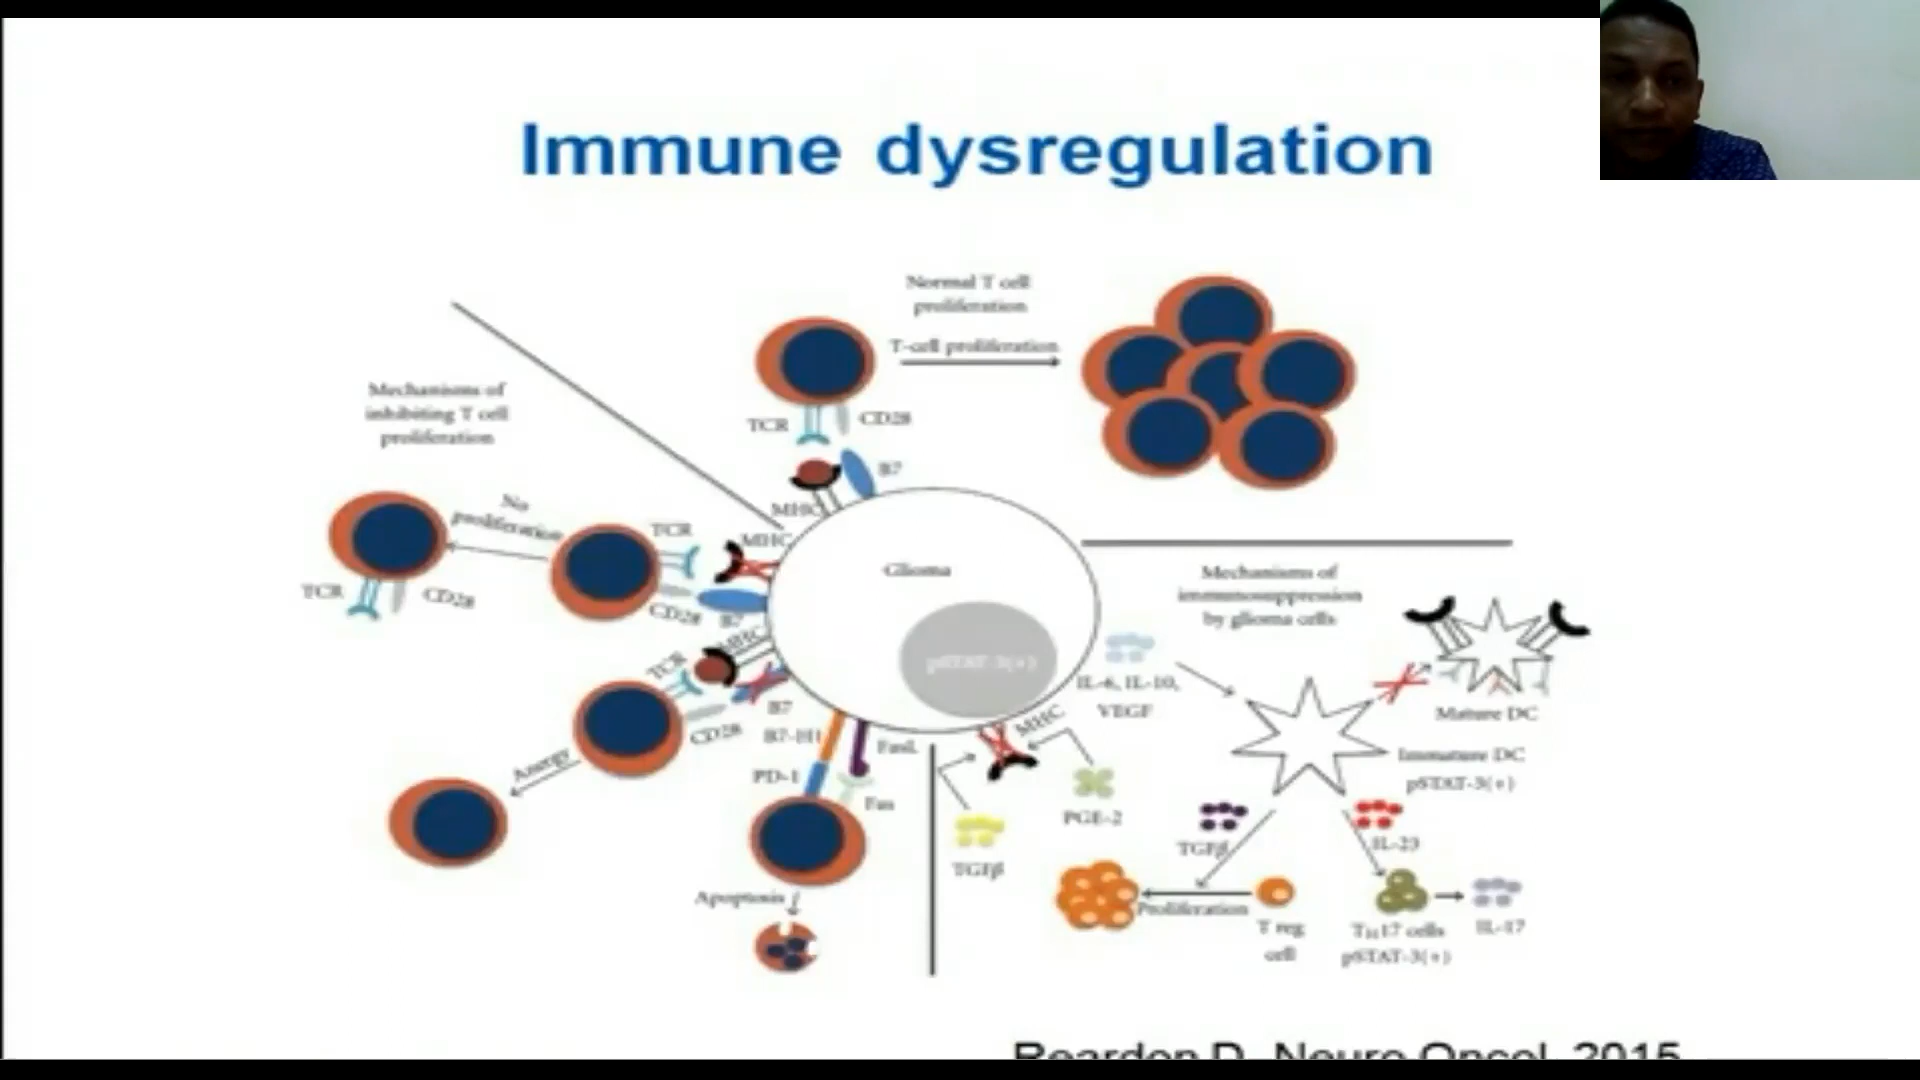 Immune dysregulation
Normal T cell
proliferation
T-cell proliferation
TCR
CD28
B7
MHC
Mechanisms of
inhibiting T cell
proliferation
No
proliferation
TCR
CD28
TCR
MHC
CD28
B7
MHC
TCR
B7
CD28
Anergy
B7-H1
PD-1
FasL
Fas
Apoptosis
Glioma
pSTAT-3(+)
Mechanisms of
immunosuppression
by glioma cells
IL-6, IL-10,
VEGF
MHC
PGE-2
TGFβ
Mature DC
Immature DC
pSTAT-3(+)
TGFβ
IL-23
Proliferation
T reg
cell
TH17 cells
pSTAT-3(+)
IL-17
Reardon D, Neuro Oncol, 2015